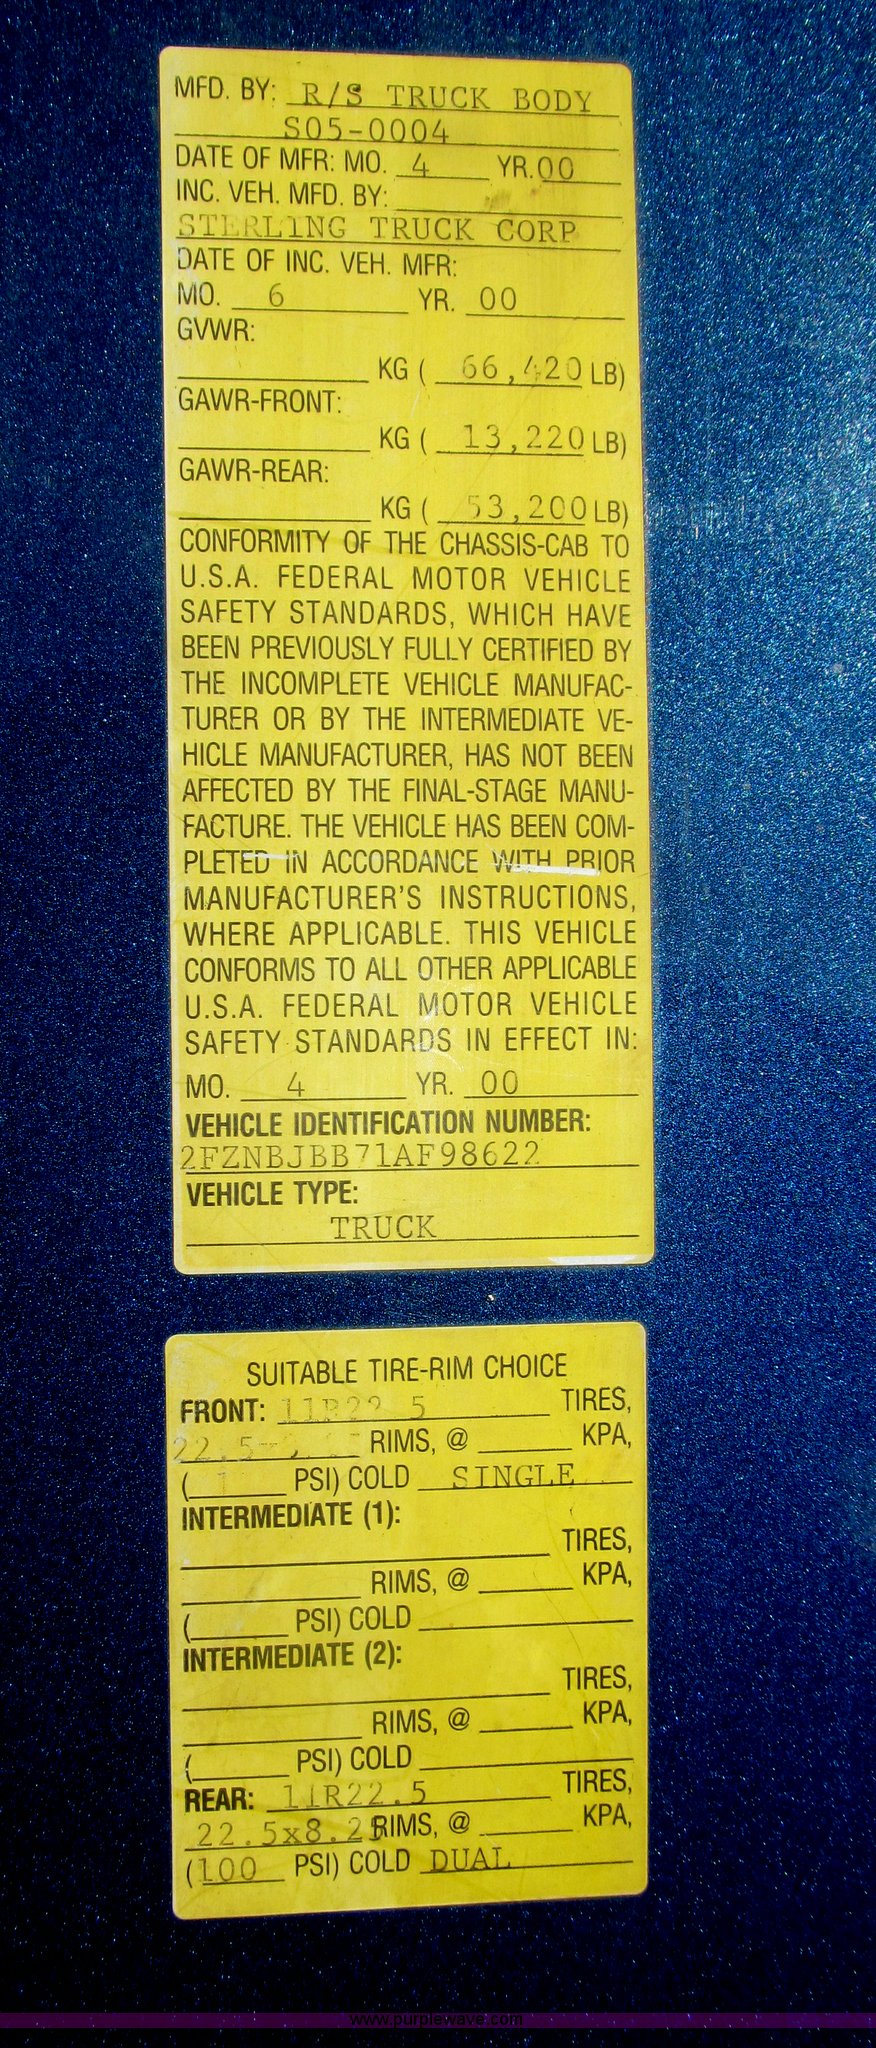 MFD. BY: R/S TRUCK BODY
S05-0004
DATE OF MFR: MO. 4 YR. 00
INC. VEH. MFD. BY:
STERLING TRUCK CORP
DATE OF INC. VEH. MFR:
MO. 6 YR. 00
GVWR:
KG ( 66,420 LB)
GAWR-FRONT:
KG ( 13,220 LB)
GAWR-REAR:
KG ( 53,200 LB)
CONFORMITY OF THE CHASSIS-CAB TO
U.S.A. FEDERAL MOTOR VEHICLE
SAFETY STANDARDS, WHICH HAVE
BEEN PREVIOUSLY FULLY CERTIFIED BY
THE INCOMPLETE VEHICLE MANUFAC-
TURER OR BY THE INTERMEDIATE VE-
HICLE MANUFACTURER, HAS NOT BEEN
AFFECTED BY THE FINAL-STAGE MANU-
FACTURE. THE VEHICLE HAS BEEN COM-
PLETED IN ACCORDANCE WITH PRIOR
MANUFACTURER'S INSTRUCTIONS,
WHERE APPLICABLE. THIS VEHICLE
CONFORMS TO ALL OTHER APPLICABLE
U.S.A. FEDERAL MOTOR VEHICLE
SAFETY STANDARDS IN EFFECT IN:
MO. 4 YR. 00
VEHICLE IDENTIFICATION NUMBER:
2FZNBJBB71AF98622
VEHICLE TYPE:
TRUCK
SUITABLE TIRE-RIM CHOICE
FRONT: 11R22.5 TIRES,
RIMS, @ KPA,
( PSI) COLD SINGLE
INTERMEDIATE (1):
TIRES,
RIMS, @ KPA,
( PSI) COLD
INTERMEDIATE (2):
TIRES,
RIMS, @ KPA,
( PSI) COLD
REAR: 11R22.5 TIRES,
22.5x8.25 RIMS, @ KPA,
(100 PSI) COLD DUAL
www.purplewave.com